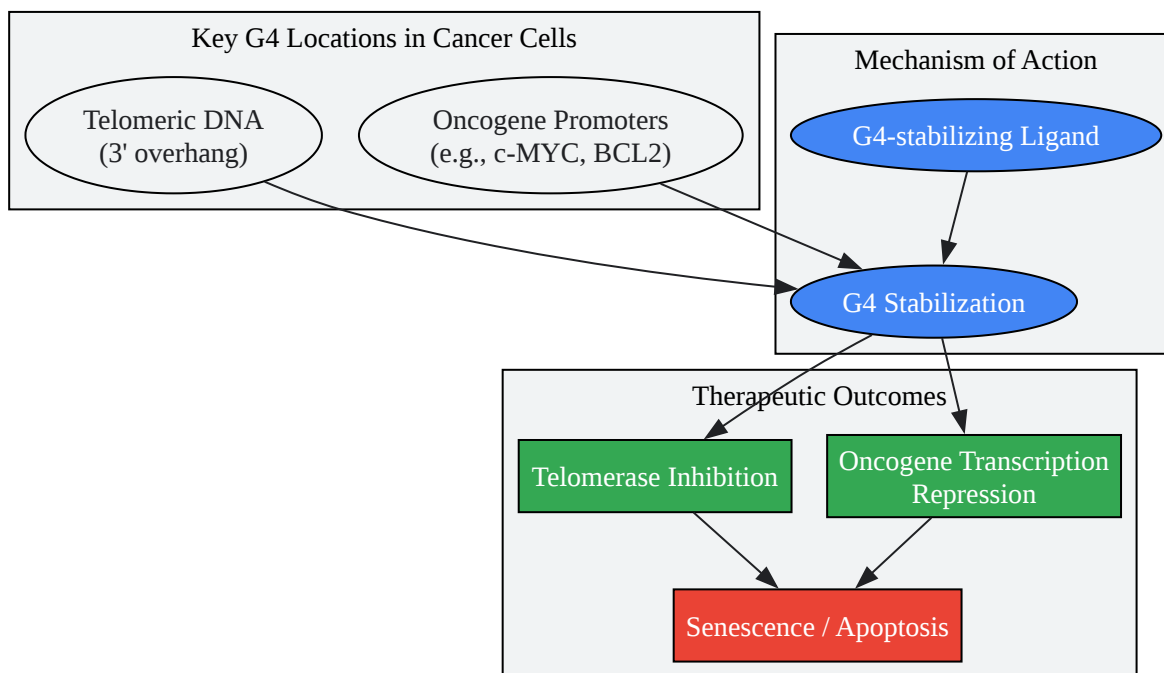 Key G4 Locations in Cancer Cells
Telomeric DNA
(3' overhang)
Oncogene Promoters
(e.g., c-MYC, BCL2)
Mechanism of Action
G4-stabilizing Ligand
G4 Stabilization
Therapeutic Outcomes
Telomerase Inhibition
Oncogene Transcription
Repression
Senescence / Apoptosis